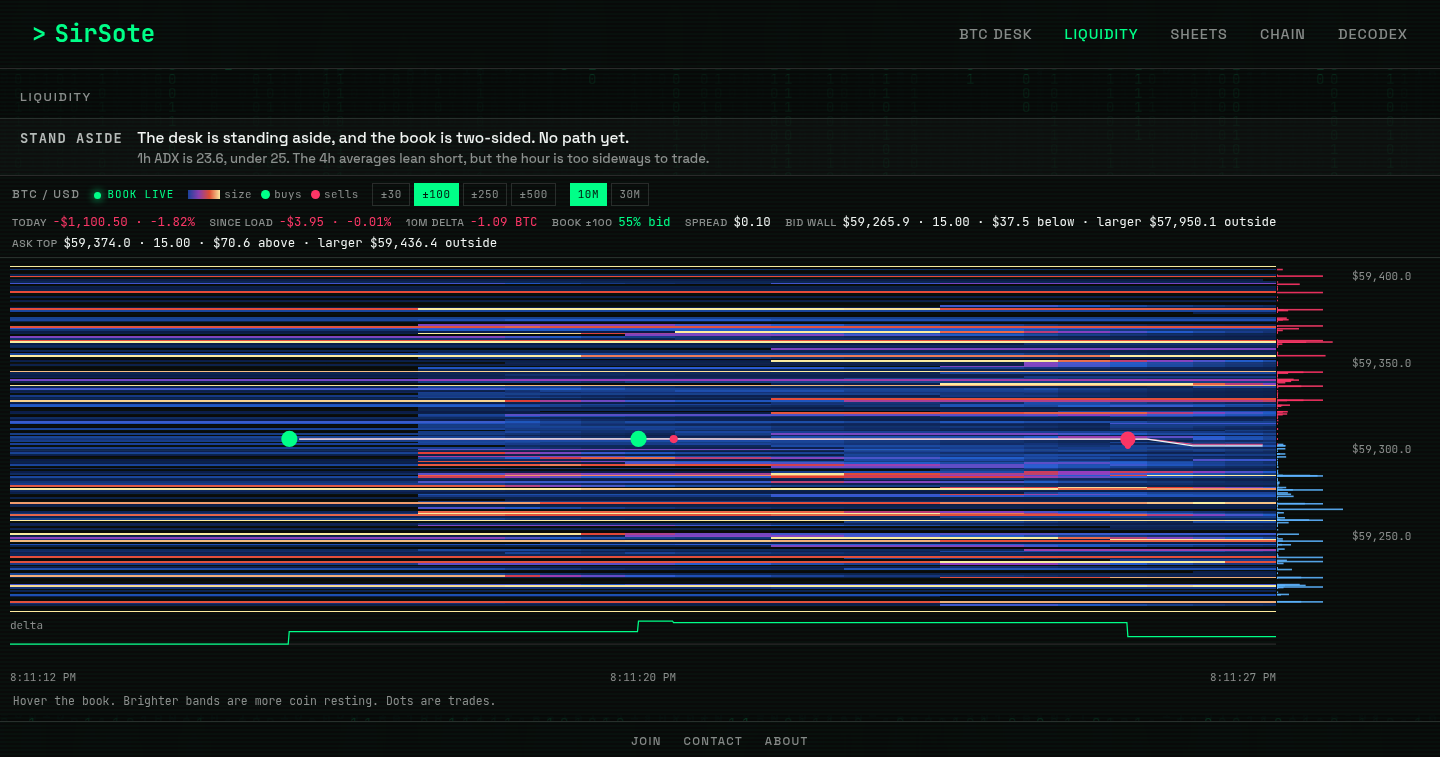 > SirSote
BTC DESK LIQUIDITY SHEETS CHAIN DECODEX
LIQUIDITY
STAND ASIDE The desk is standing aside, and the book is two-sided. No path yet.
1h ADX is 23.6, under 25. The 4h averages lean short, but the hour is too sideways to trade.
BTC / USD BOOK LIVE size buys sells ±30 ±100 ±250 ±500 10M 30M
TODAY -$1,100.50 · -1.82% SINCE LOAD -$3.95 · -0.01% 10M DELTA -1.09 BTC BOOK ±100 55% bid SPREAD $0.10 BID WALL $59,265.9 · 15.00 · $37.5 below · larger $57,950.1 outside
ASK TOP $59,374.0 · 15.00 · $70.6 above · larger $59,436.4 outside
$59,400.0
$59,350.0
$59,300.0
$59,250.0
delta
8:11:12 PM 8:11:20 PM 8:11:27 PM
Hover the book. Brighter bands are more coin resting. Dots are trades.
JOIN CONTACT ABOUT